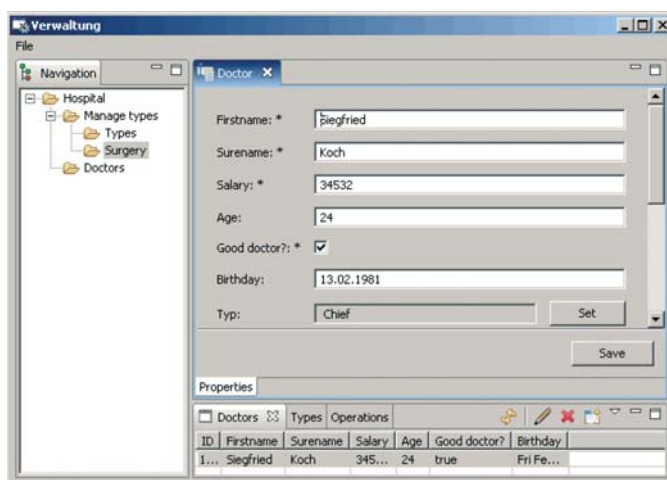 Verwaltung
File
Navigation
Hospital
Manage types
Types
Surgery
Doctors
Doctor
Firstname: * Siegfried
Surename: * Koch
Salary: * 34532
Age: 24
Good doctor?: *
Birthday: 13.02.1981
Typ: Chief Set
Save
Properties
Doctors Types Operations
ID Firstname Surename Salary Age Good doctor? Birthday
1... Siegfried Koch 345... 24 true Fri Fe...